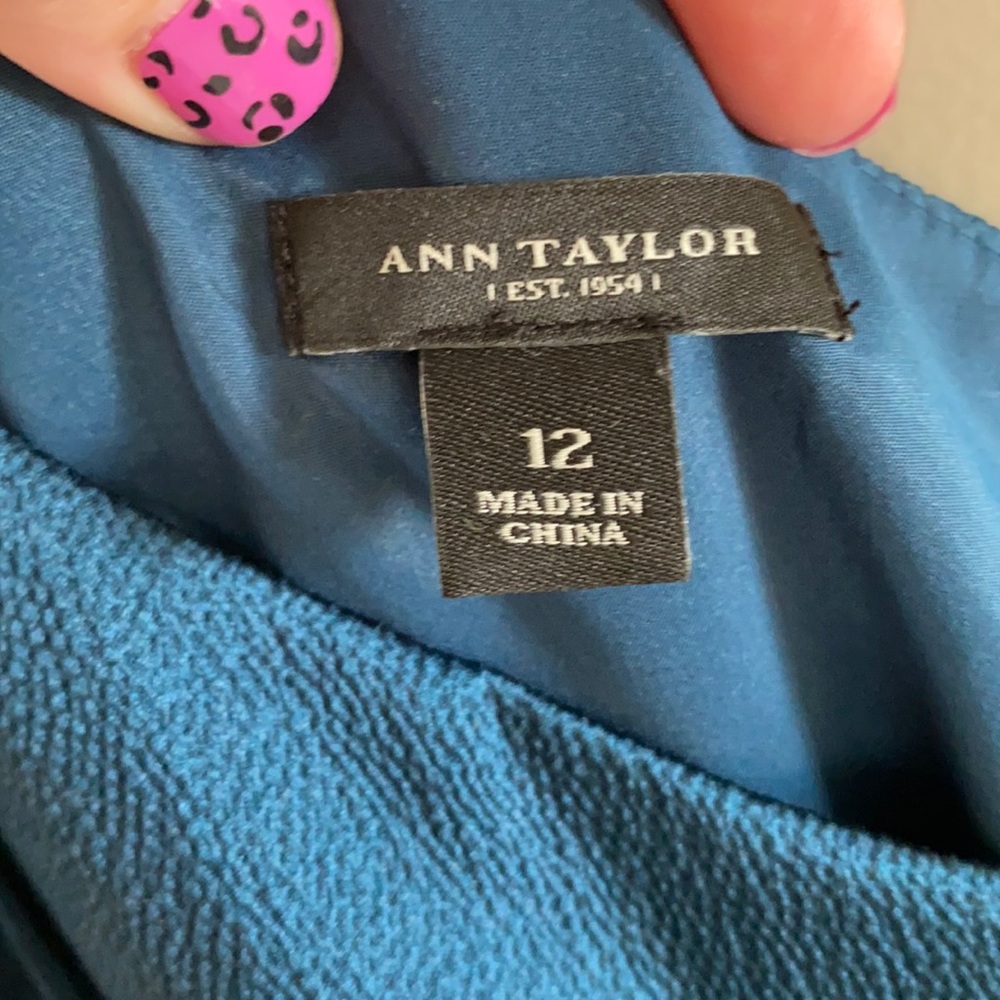 ANN TAYLOR
| EST. 1954 |
12
MADE IN
CHINA